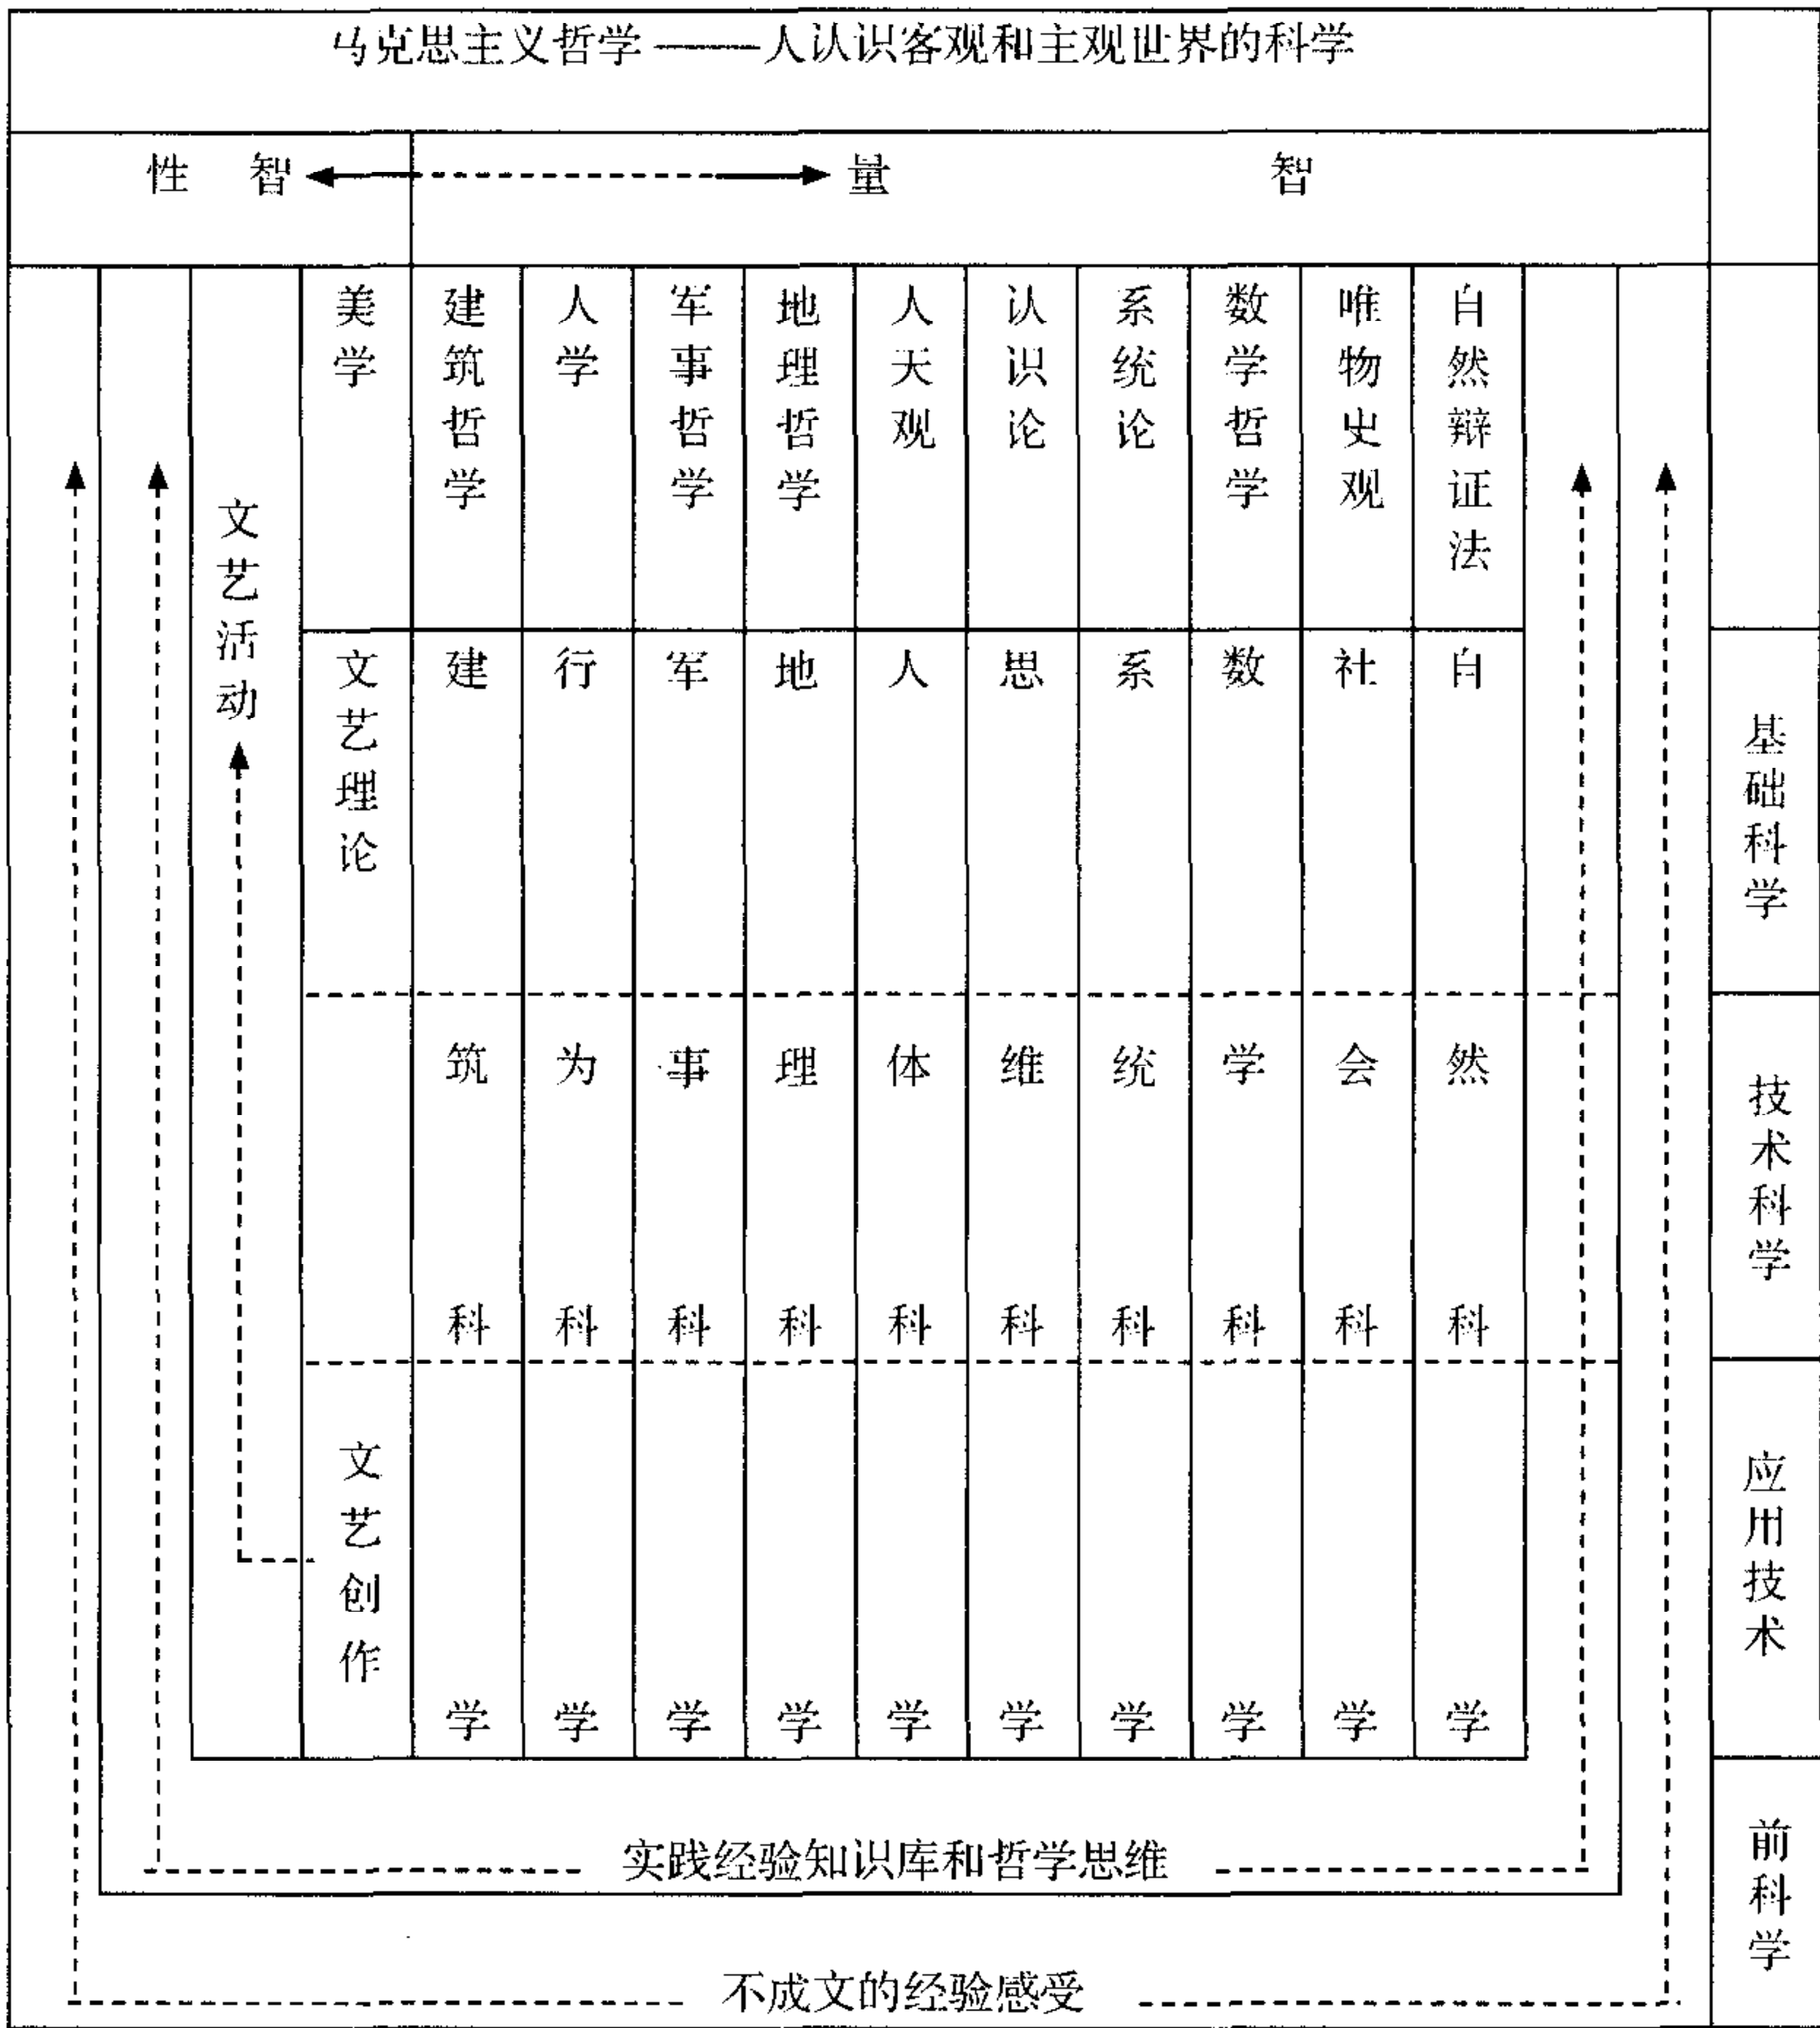 马克思主义哲学——人认识客观和主观世界的科学
性 智 量 智
文艺活动
美学
文艺理论
文艺创作
建筑哲学
建筑科学
人学
行为科学
军事哲学
军事科学
地理哲学
地理科学
人天观
人体科学
认识论
思维科学
系统论
系统科学
数学哲学
数学科学
唯物史观
社会科学
自然辩证法
自然科学
基础科学
技术科学
应用技术
前科学
实践经验知识库和哲学思维
不成文的经验感受